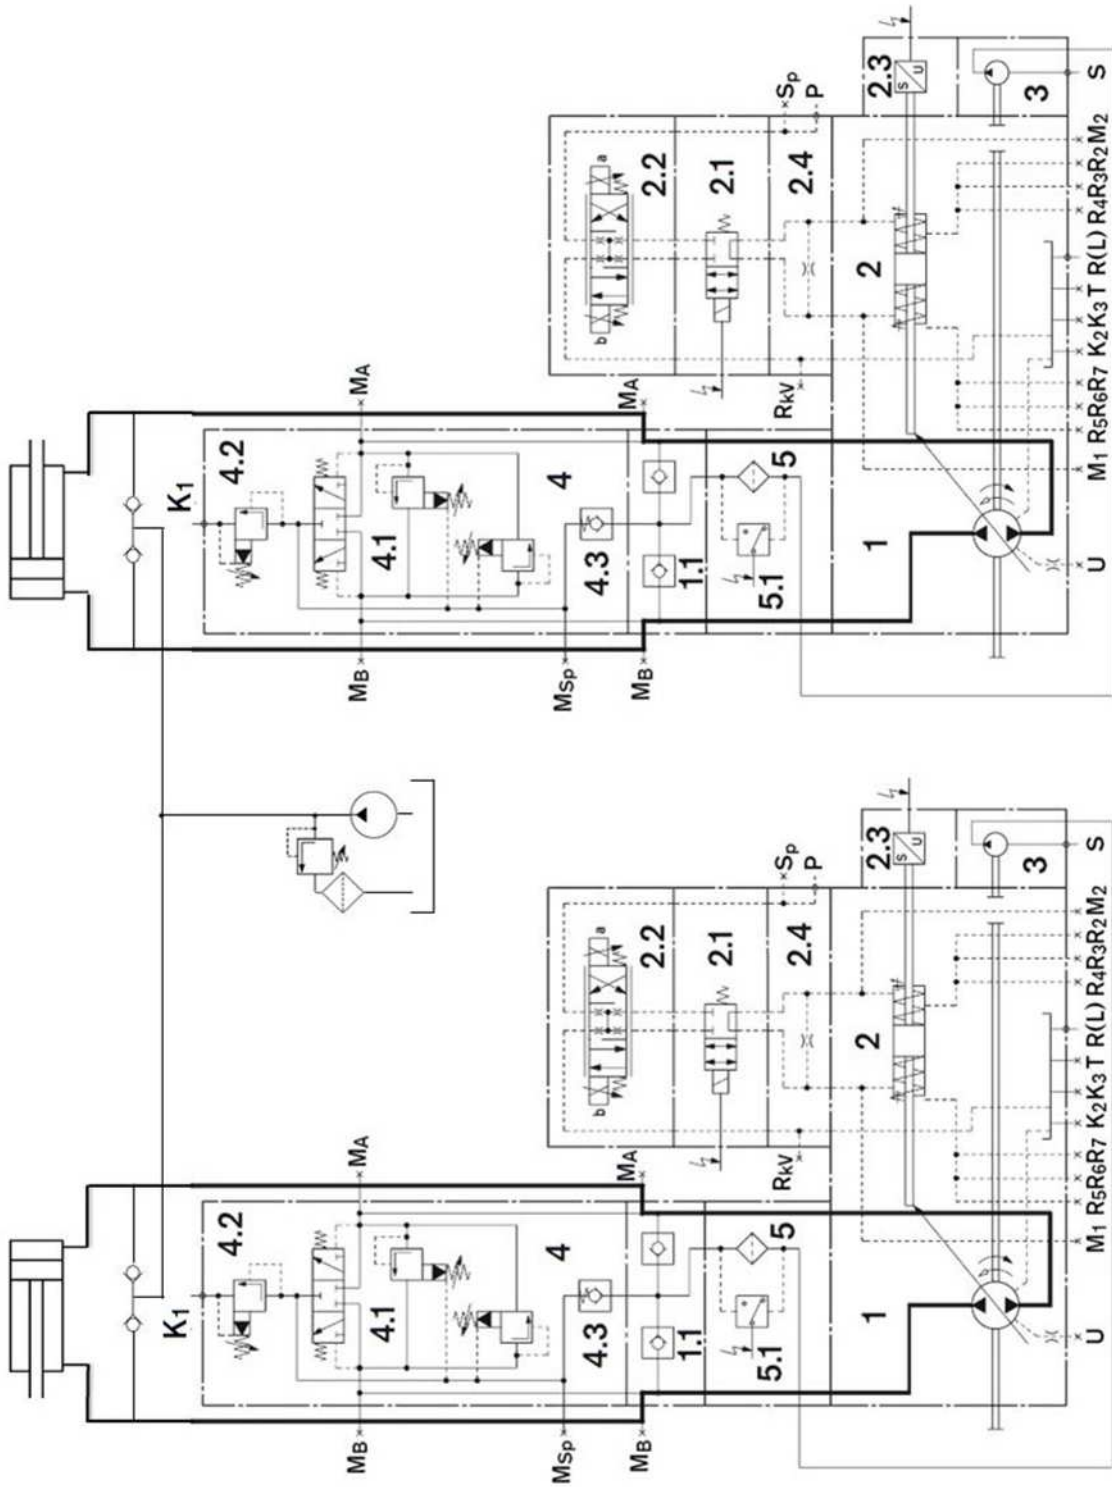 K1
4.2
MB
MA
4.1
MSp
4
4.3
MB
MA
1.1
5
5.1
2.2
b
a
2.1
RkV
2.4
Sp
P
1
2
2.3
S
U
3
U
M1 R5R6R7 K2K3 T R(L) R4R3R2M2
S
K1
4.2
MB
MA
4.1
MSp
4
4.3
MB
MA
1.1
5
5.1
2.2
b
a
2.1
RkV
2.4
Sp
P
1
2
2.3
S
U
3
U
M1 R5R6R7 K2K3 T R(L) R4R3R2M2
S